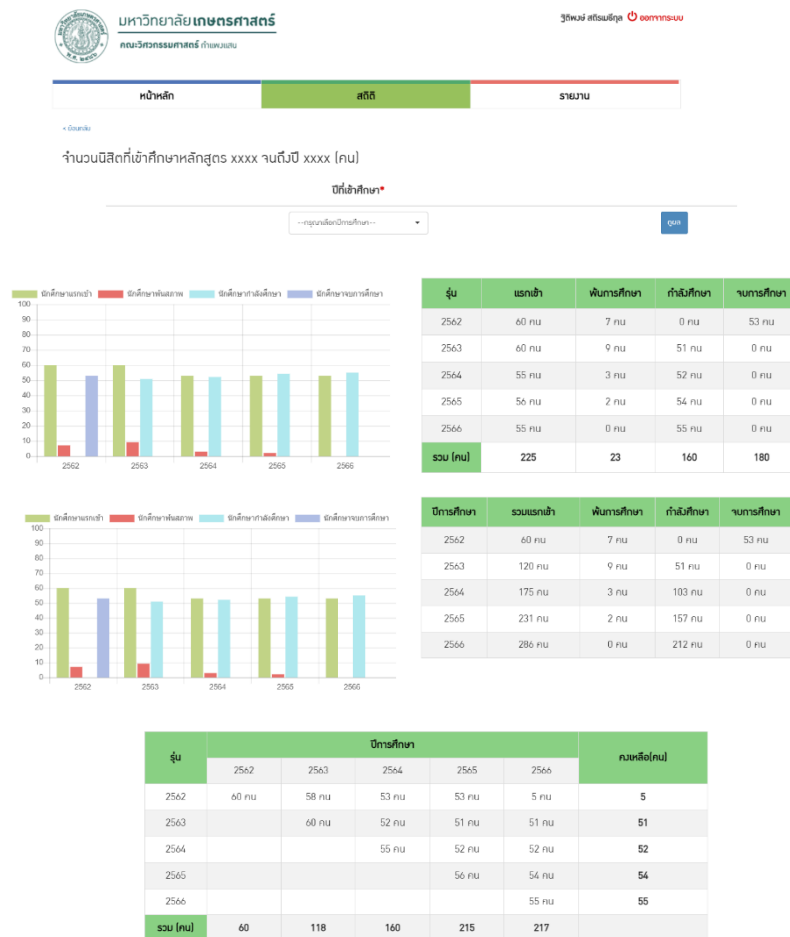 มหาวิทยาลัยเกษตรศาสตร์
คณะวิศวกรรมศาสตร์ กำแพงแสน
ฐิติพงษ์ สถิรเมธีกุล ออกจากระบบ
หน้าหลัก สถิติ รายงาน
< ย้อนกลับ
จำนวนนิสิตที่เข้าศึกษาหลักสูตร xxxx จนถึงปี xxxx (คน)
ปีที่เข้าศึกษา*
--กรุณาเลือกปีการศึกษา-- ดูผล
นักศึกษาแรกเข้า นักศึกษาพ้นสภาพ นักศึกษากำลังศึกษา นักศึกษาจบการศึกษา
100
90
80
70
60
50
40
30
20
10
0
2562 2563 2564 2565 2566
รุ่น แรกเข้า พ้นการศึกษา กำลังศึกษา จบการศึกษา
2562 60 คน 7 คน 0 คน 53 คน
2563 60 คน 9 คน 51 คน 0 คน
2564 55 คน 3 คน 52 คน 0 คน
2565 56 คน 2 คน 54 คน 0 คน
2566 55 คน 0 คน 55 คน 0 คน
รวม (คน) 225 23 160 180
นักศึกษาแรกเข้า นักศึกษาพ้นสภาพ นักศึกษากำลังศึกษา นักศึกษาจบการศึกษา
100
90
80
70
60
50
40
30
20
10
0
2562 2563 2564 2565 2566
ปีการศึกษา รวมแรกเข้า พ้นการศึกษา กำลังศึกษา จบการศึกษา
2562 60 คน 7 คน 0 คน 53 คน
2563 120 คน 9 คน 51 คน 0 คน
2564 175 คน 3 คน 103 คน 0 คน
2565 231 คน 2 คน 157 คน 0 คน
2566 286 คน 0 คน 212 คน 0 คน
รุ่น ปีการศึกษา คงเหลือ(คน)
2562 2563 2564 2565 2566
2562 60 คน 58 คน 53 คน 53 คน 5 คน 5
2563 60 คน 52 คน 51 คน 51 คน 51
2564 55 คน 52 คน 52 คน 52
2565 56 คน 54 คน 54
2566 55 คน 55
รวม (คน) 60 118 160 215 217